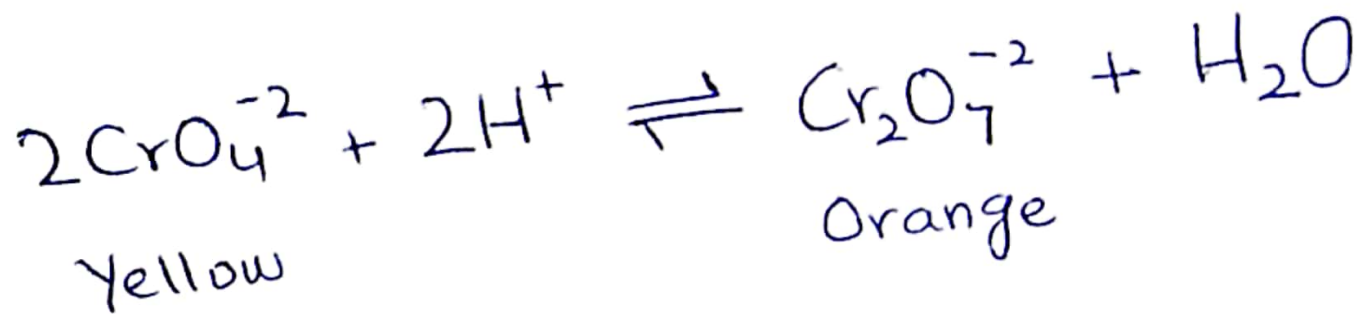 2CrO₄⁻² + 2H⁺ ⇌ Cr₂O₇⁻² + H₂O
Yellow Orange